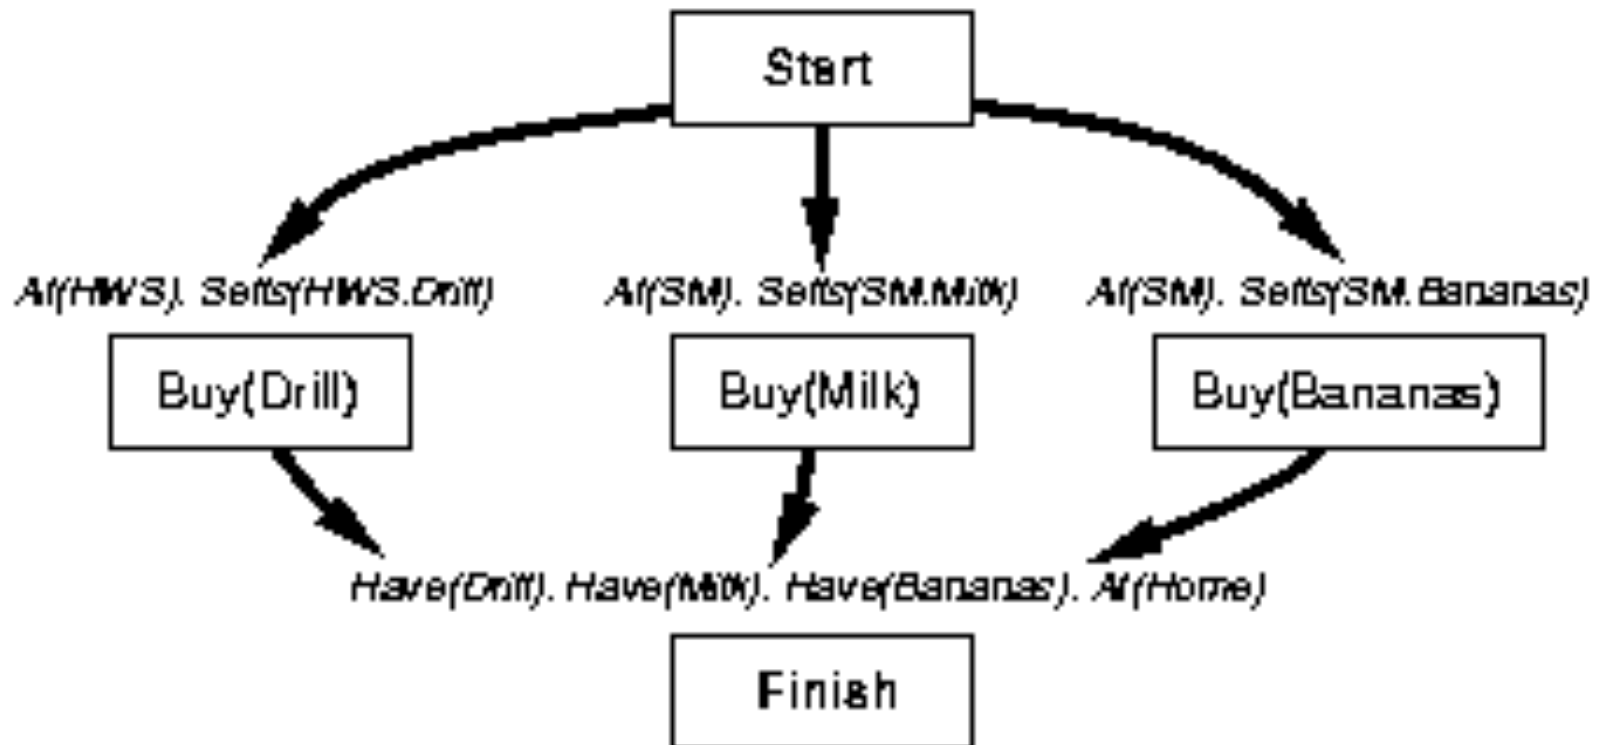 Start
At(HWS), Sells(HWS,Drill) At(SM), Sells(SM,Milk) At(SM), Sells(SM,Bananas)
Buy(Drill) Buy(Milk) Buy(Bananas)
Have(Drill), Have(Milk), Have(Bananas), At(Home)
Finish